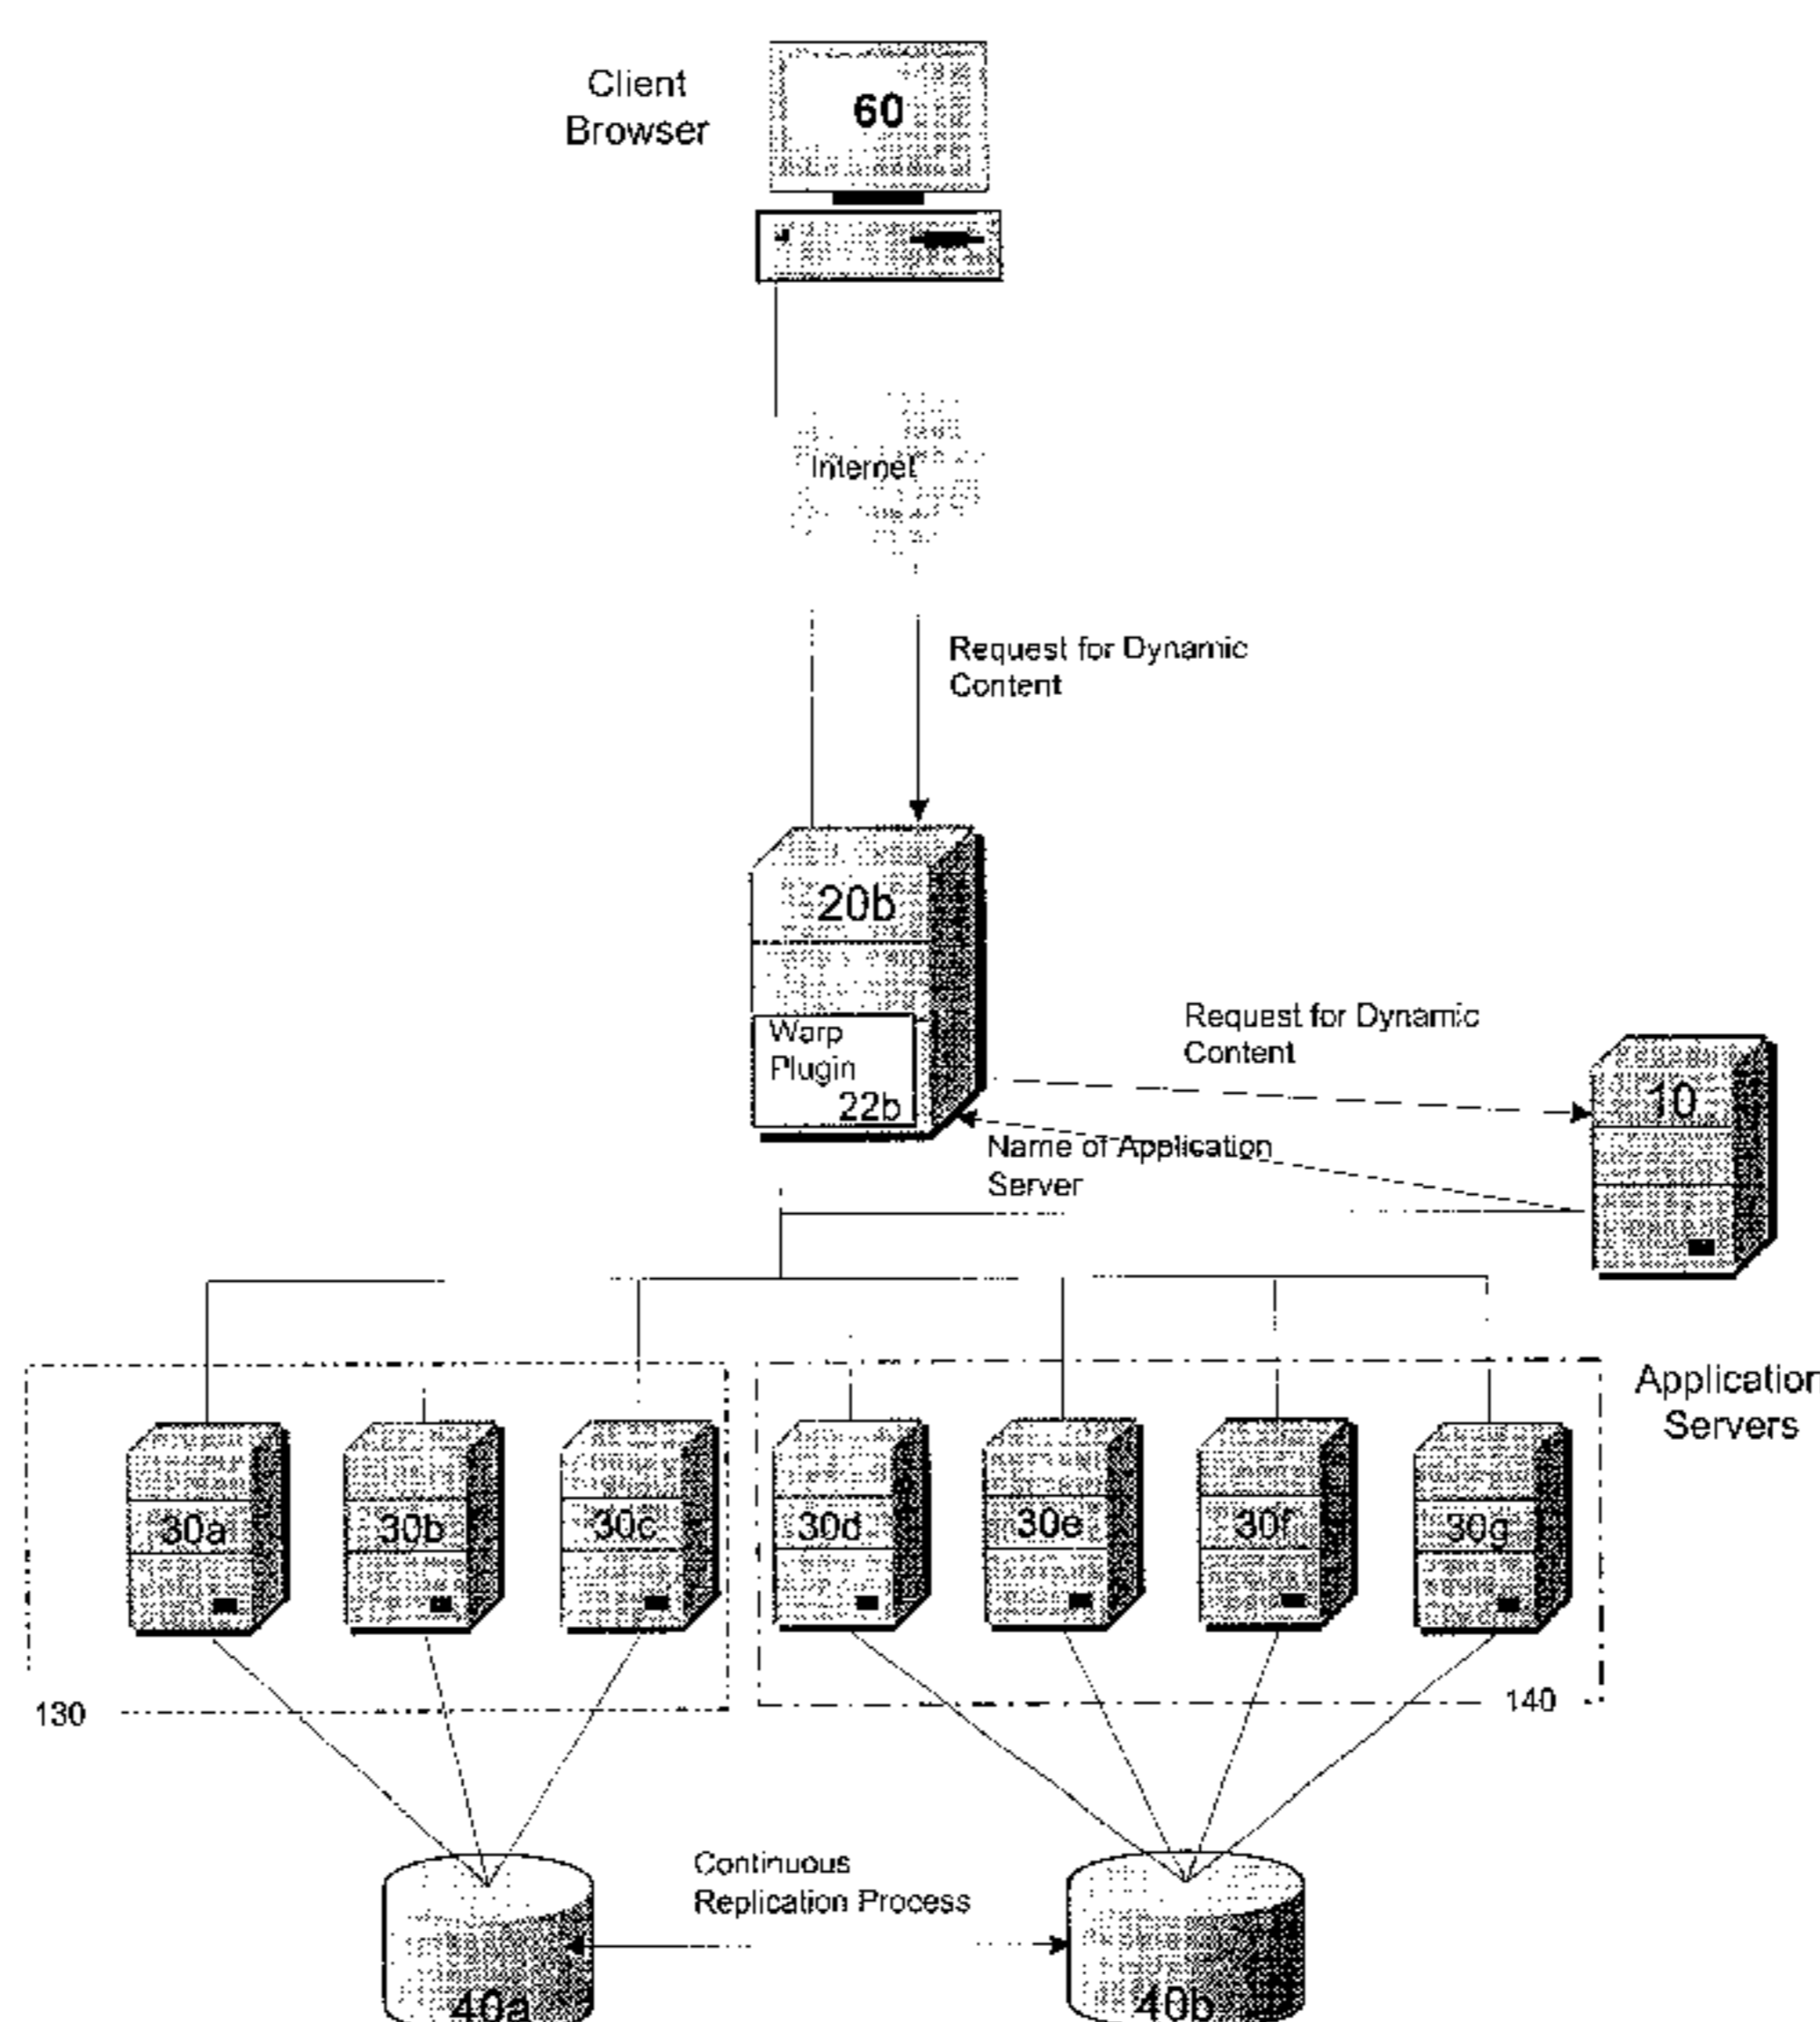 Client
Browser
60
Internet
Request for Dynamic
Content
20b
Warp
Plugin
22b
Request for Dynamic
Content
10
Name of Application
Server
Application
Servers
30a
30b
30c
30d
30e
30f
30g
130
140
Continuous
Replication Process
40a
40b